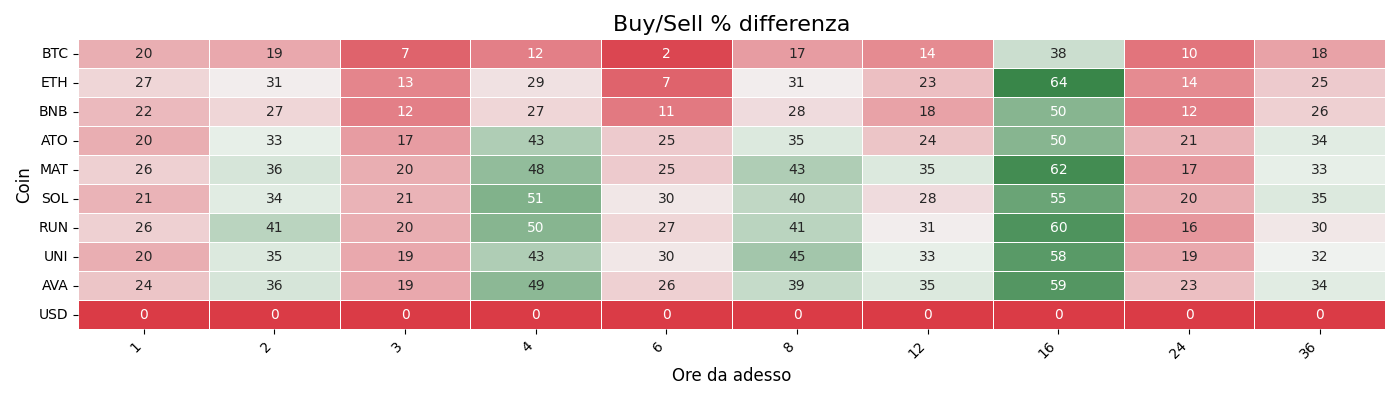 Buy/Sell % differenza
Coin
BTC 20 19 7 12 2 17 14 38 10 18
ETH 27 31 13 29 7 31 23 64 14 25
BNB 22 27 12 27 11 28 18 50 12 26
ATO 20 33 17 43 25 35 24 50 21 34
MAT 26 36 20 48 25 43 35 62 17 33
SOL 21 34 21 51 30 40 28 55 20 35
RUN 26 41 20 50 27 41 31 60 16 30
UNI 20 35 19 43 30 45 33 58 19 32
AVA 24 36 19 49 26 39 35 59 23 34
USD 0 0 0 0 0 0 0 0 0 0
1 2 3 4 6 8 12 16 24 36
Ore da adesso